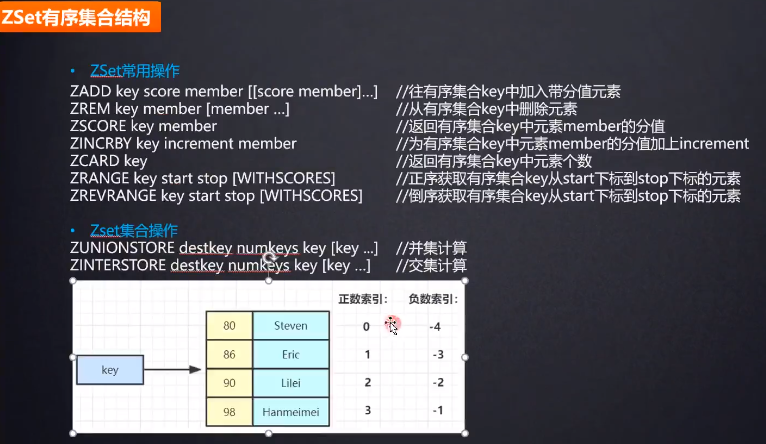 ZSet有序集合结构
• ZSet常用操作
ZADD key score member [[score member]…] //往有序集合key中加入带分值元素
ZREM key member [member …] //从有序集合key中删除元素
ZSCORE key member //返回有序集合key中元素member的分值
ZINCRBY key increment member //为有序集合key中元素member的分值加上increment
ZCARD key //返回有序集合key中元素个数
ZRANGE key start stop [WITHSCORES] //正序获取有序集合key从start下标到stop下标的元素
ZREVRANGE key start stop [WITHSCORES] //倒序获取有序集合key从start下标到stop下标的元素
• Zset集合操作
ZUNIONSTORE destkey numkeys key [key ...] //并集计算
ZINTERSTORE destkey numkeys key [key …] //交集计算
正数索引： 负数索引：
80 Steven 0 -4
86 Eric 1 -3
key
90 Lilei 2 -2
98 Hanmeimei 3 -1